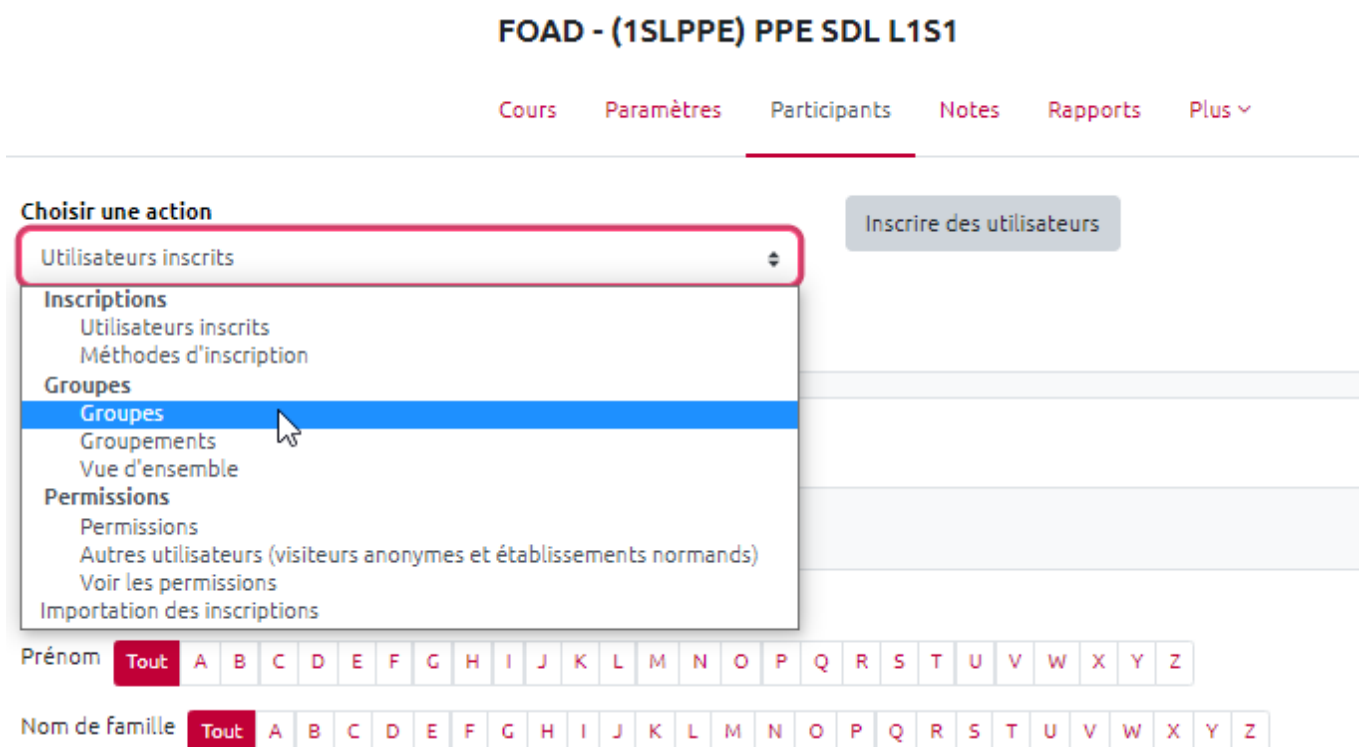 FOAD - (1SLPPE) PPE SDL L1S1
Cours Paramètres Participants Notes Rapports Plus
Choisir une action
Inscrire des utilisateurs
Utilisateurs inscrits
Inscriptions
Utilisateurs inscrits
Méthodes d'inscription
Groupes
Groupes
Groupements
Vue d'ensemble
Permissions
Permissions
Autres utilisateurs (visiteurs anonymes et établissements normands)
Voir les permissions
Importation des inscriptions
Prénom Tout A B C D E F G H I J K L M N O P Q R S T U V W X Y Z
Nom de famille Tout A B C D E F G H I J K L M N O P Q R S T U V W X Y Z